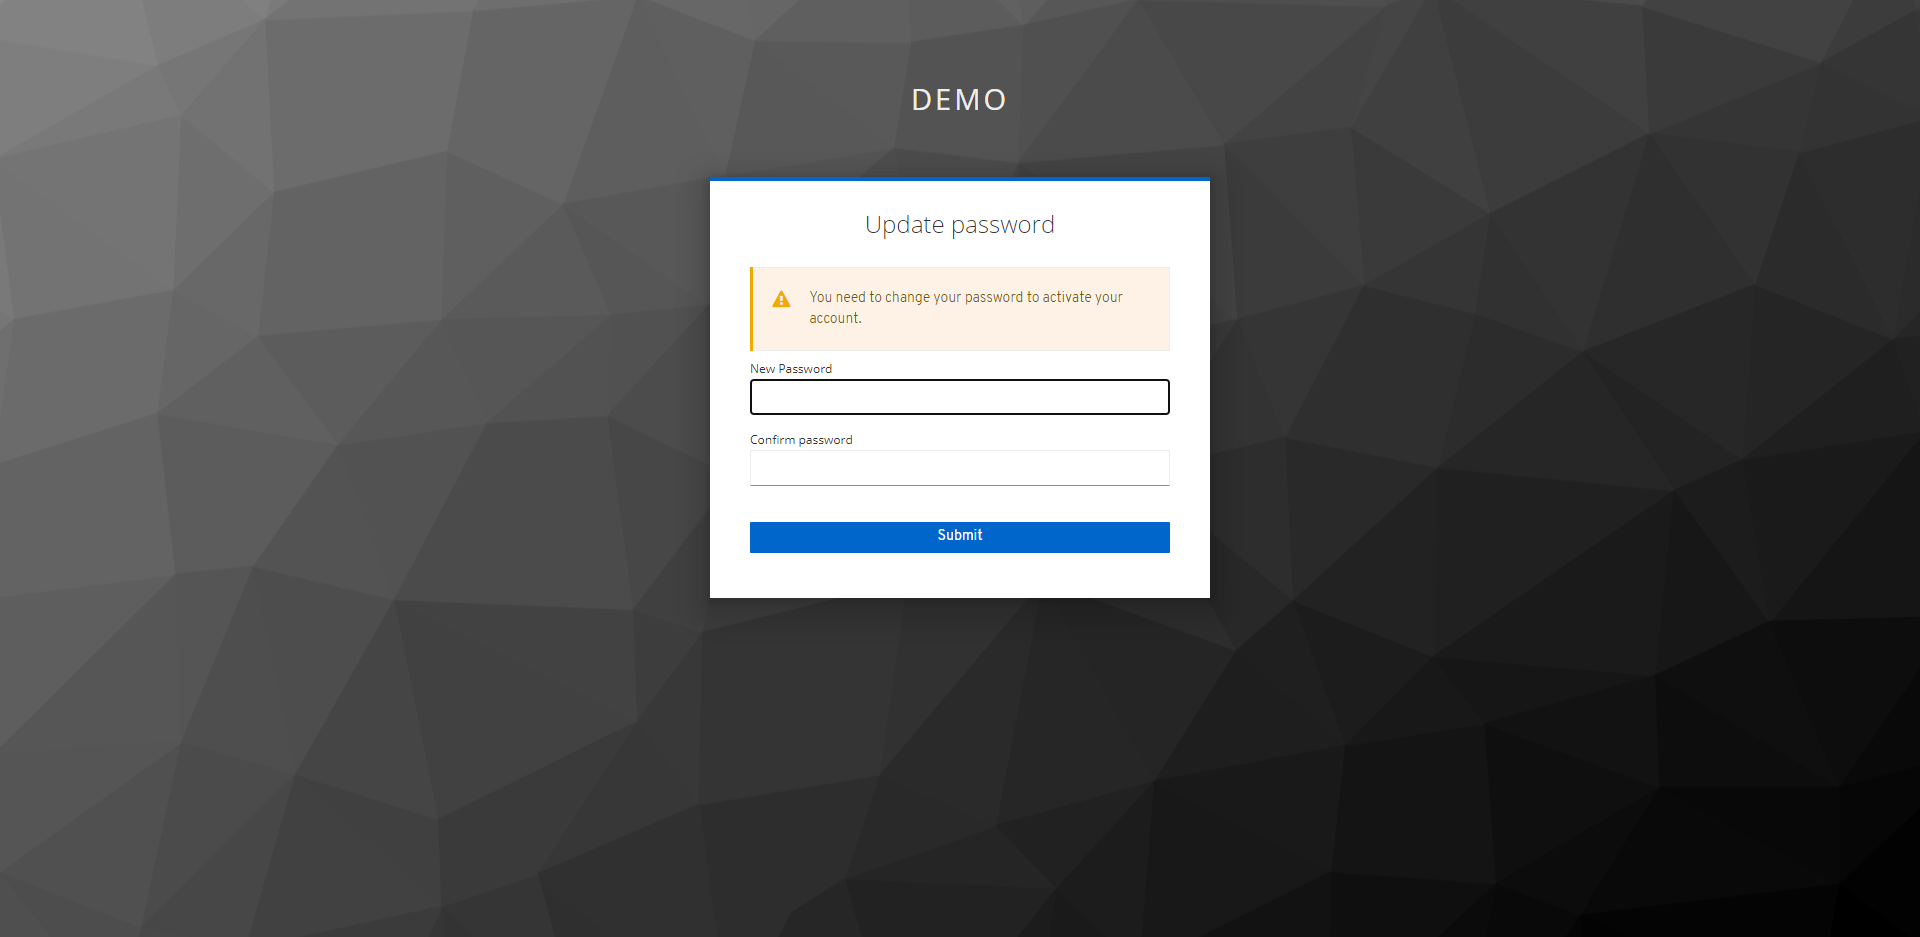 DEMO
Update password
You need to change your password to activate your
account.
New Password
Confirm password
Submit